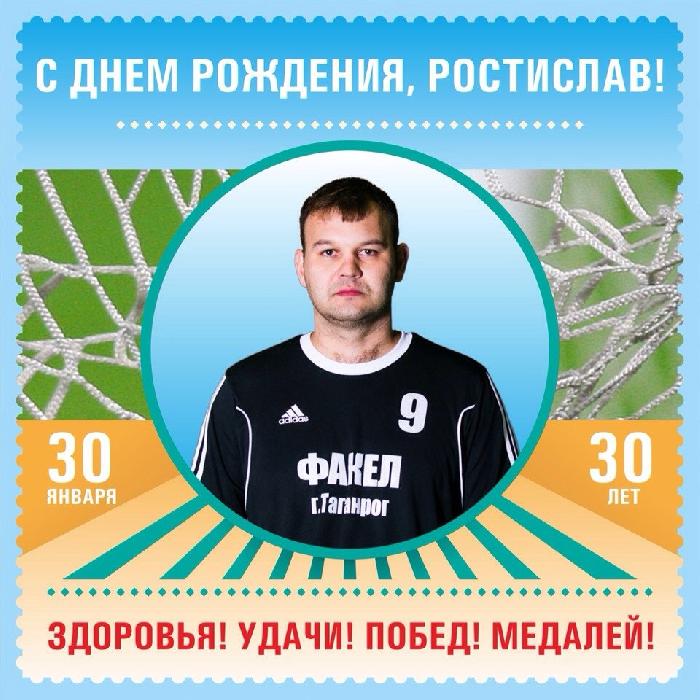 С ДНЕМ РОЖДЕНИЯ, РОСТИСЛАВ!
adidas
9
ФАКЕЛ
г.Таганрог
30
ЯНВАРЯ
30
ЛЕТ
ЗДОРОВЬЯ! УДАЧИ! ПОБЕД! МЕДАЛЕЙ!